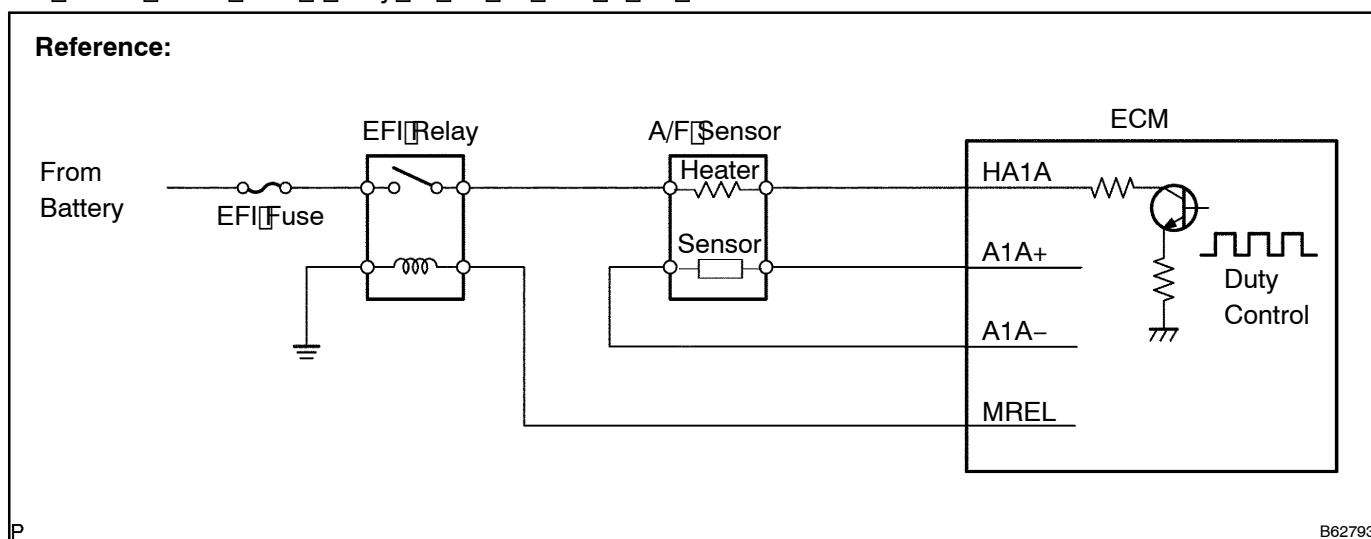 Reference:
EFI Relay
A/F Sensor
ECM
From
Battery
EFI Fuse
Heater
Sensor
HA1A
A1A+
A1A−
MREL
Duty
Control
P
B62793